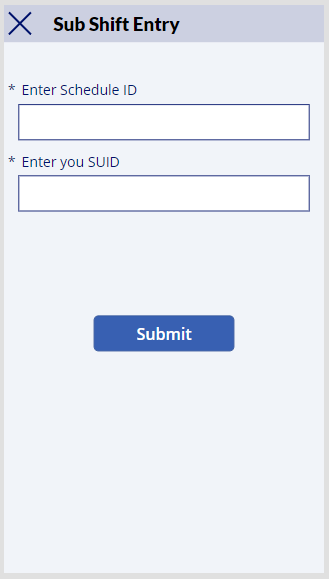 Sub Shift Entry
* Enter Schedule ID
* Enter you SUID
Submit